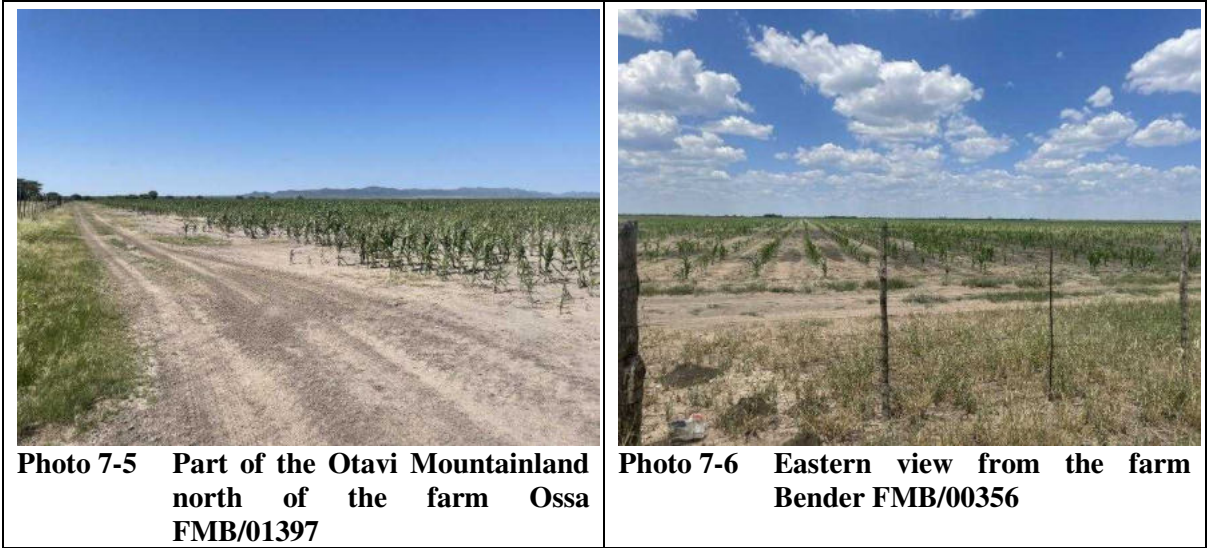 Photo 7-5 Part of the Otavi Mountainland
north of the farm Ossa
FMB/01397
Photo 7-6 Eastern view from the farm
Bender FMB/00356